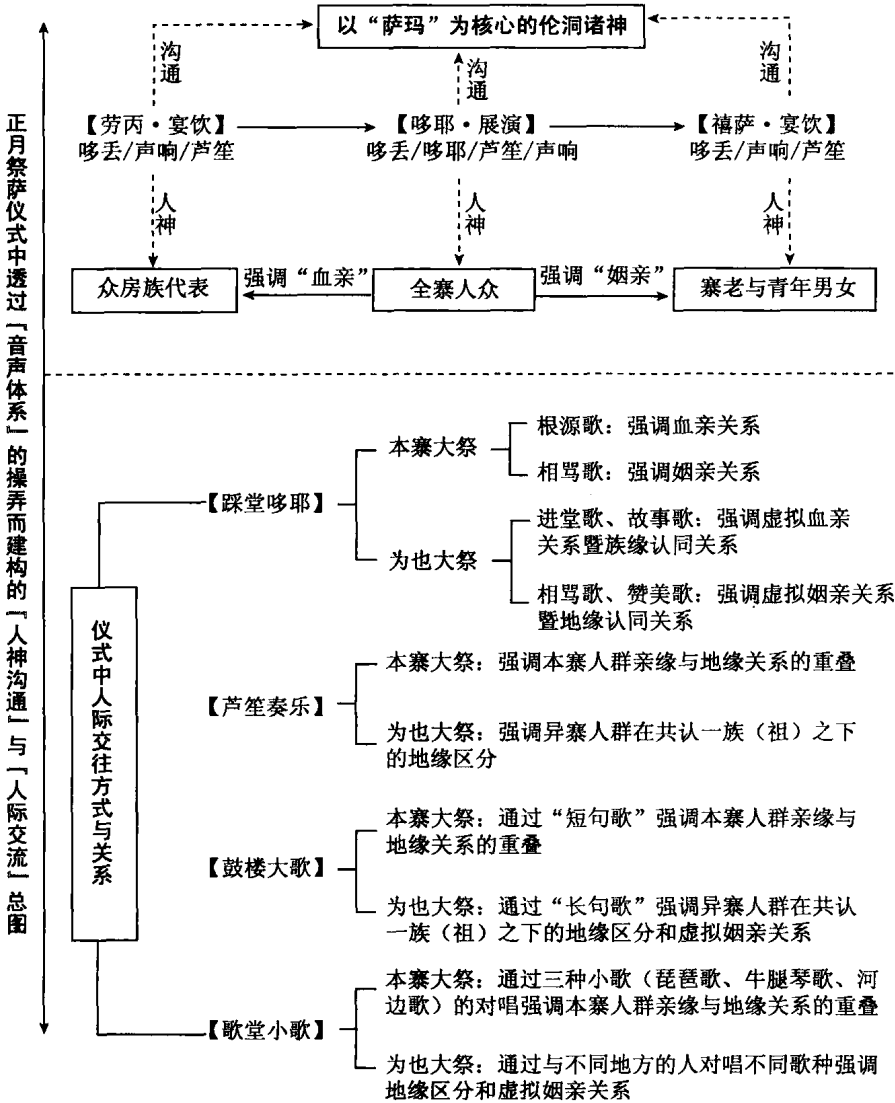 以“萨玛”为核心的伦洞诸神
沟通
沟通
沟通
【劳丙·宴饮】
哆丢/声响/芦笙
【哆耶·展演】
哆丢/哆耶/芦笙/声响
【禧萨·宴饮】
哆丢/声响/芦笙
人神
人神
人神
众房族代表
强调“血亲”
全寨人众
强调“姻亲”
寨老与青年男女
正月祭萨仪式中透过『音声体系』的操弄而建构的『人神沟通』与『人际交流』总图
仪式中人际交往方式与关系
【踩堂哆耶】
本寨大祭
根源歌：强调血亲关系
相骂歌：强调姻亲关系
为也大祭
进堂歌、故事歌：强调虚拟血亲
关系暨族缘认同关系
相骂歌、赞美歌：强调虚拟姻亲关系
暨地缘认同关系
【芦笙奏乐】
本寨大祭：强调本寨人群亲缘与地缘关系的重叠
为也大祭：强调异寨人群在共认一族（祖）之下
的地缘区分
【鼓楼大歌】
本寨大祭：通过“短句歌”强调本寨人群亲缘与
地缘关系的重叠
为也大祭：通过“长句歌”强调异寨人群在共认
一族（祖）之下的地缘区分和虚拟姻亲关系
【歌堂小歌】
本寨大祭：通过三种小歌（琵琶歌、牛腿琴歌、河
边歌）的对唱强调本寨人群亲缘与地缘关系的重叠
为也大祭：通过与不同地方的人对唱不同歌种强调
地缘区分和虚拟姻亲关系